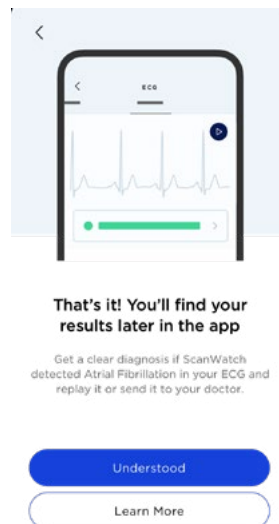 ECG
That's it! You'll find your
results later in the app
Get a clear diagnosis if ScanWatch
detected Atrial Fibrillation in your ECG and
replay it or send it to your doctor.
Understood
Learn More